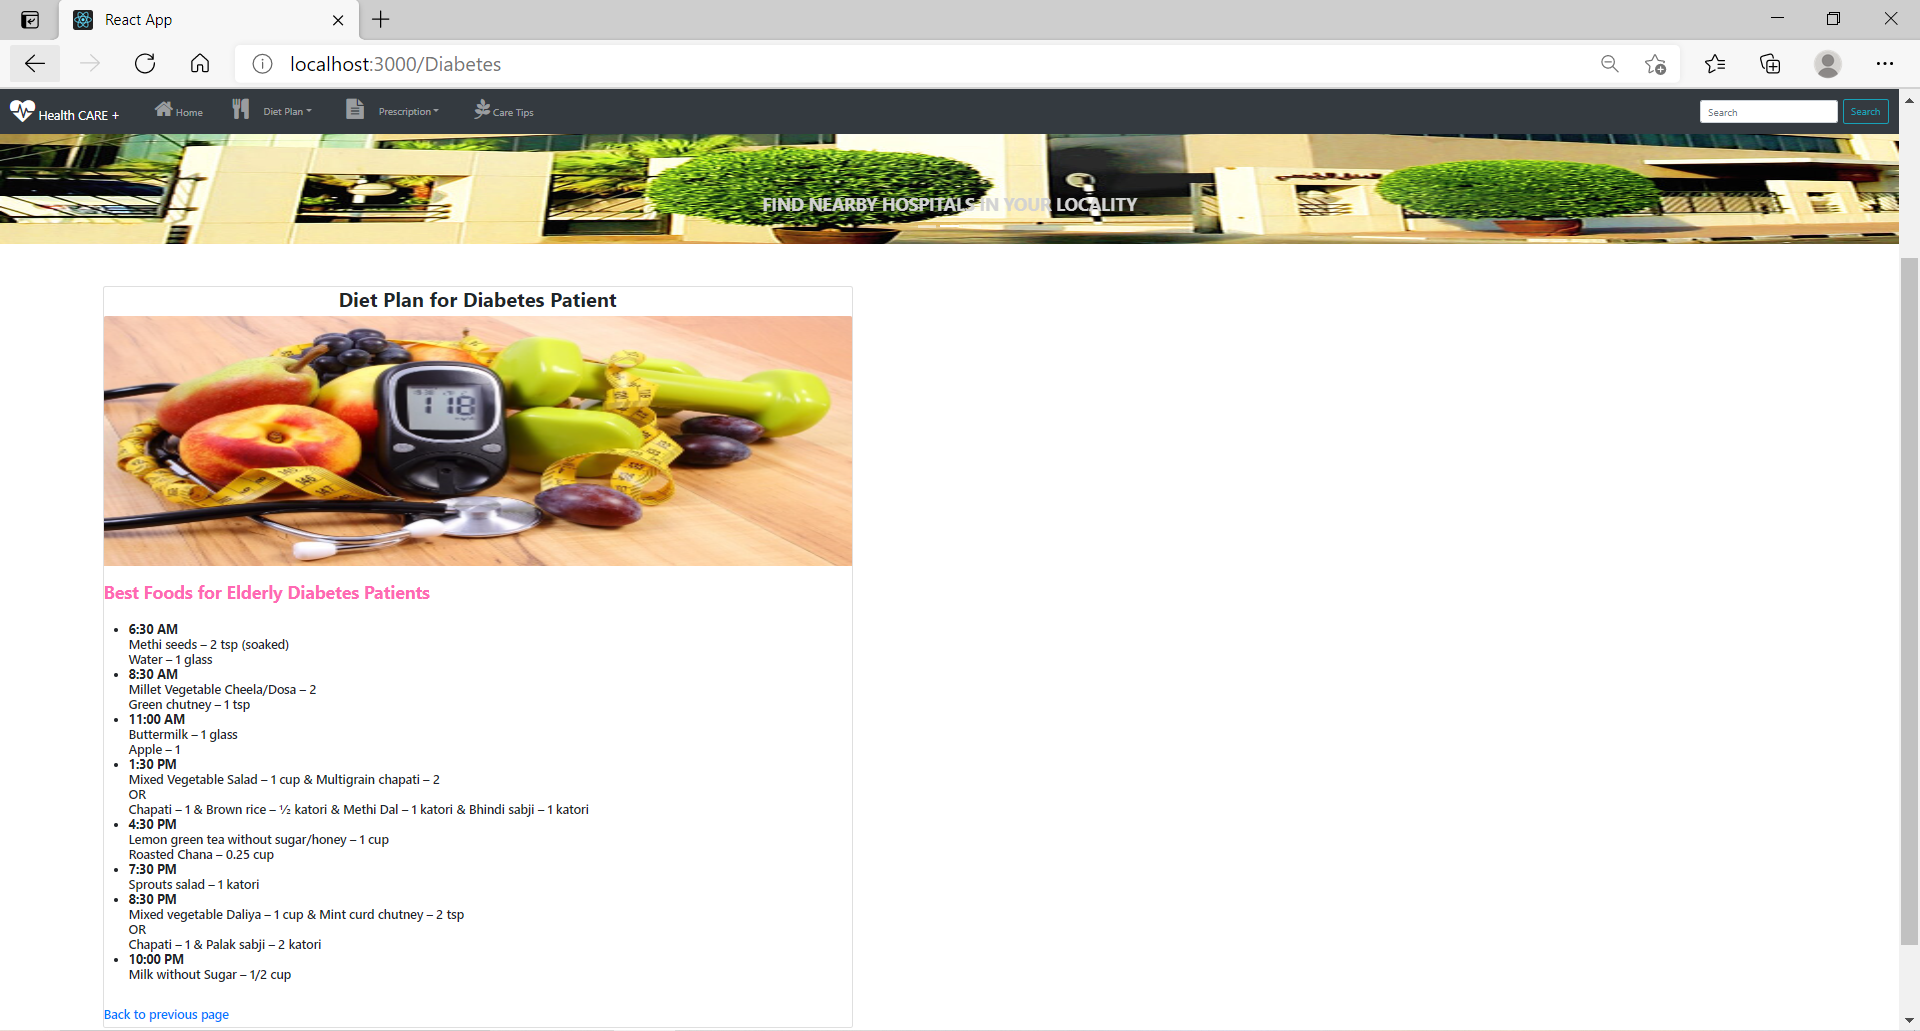 React App
localhost:3000/Diabetes
Health CARE +
Home
Diet Plan
Prescription
Care Tips
Search
Search
FIND NEARBY HOSPITALS IN YOUR LOCALITY
Diet Plan for Diabetes Patient
118
146
147
Best Foods for Elderly Diabetes Patients
6:30 AM
Methi seeds – 2 tsp (soaked)
Water – 1 glass
8:30 AM
Millet Vegetable Cheela/Dosa – 2
Green chutney – 1 tsp
11:00 AM
Buttermilk – 1 glass
Apple – 1
1:30 PM
Mixed Vegetable Salad – 1 cup & Multigrain chapati – 2
OR
Chapati – 1 & Brown rice – ½ katori & Methi Dal – 1 katori & Bhindi sabji – 1 katori
4:30 PM
Lemon green tea without sugar/honey – 1 cup
Roasted Chana – 0.25 cup
7:30 PM
Sprouts salad – 1 katori
8:30 PM
Mixed vegetable Daliya – 1 cup & Mint curd chutney – 2 tsp
OR
Chapati – 1 & Palak sabji – 2 katori
10:00 PM
Milk without Sugar – 1/2 cup
Back to previous page